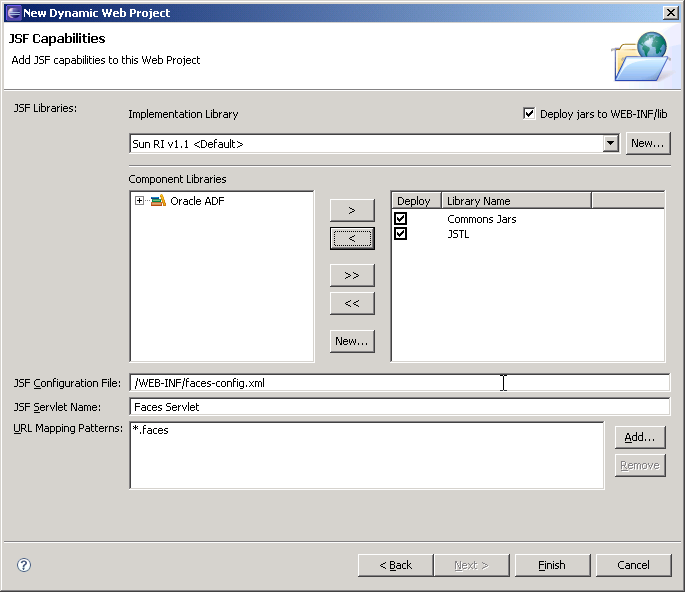 New Dynamic Web Project
JSF Capabilities
Add JSF capabilities to this Web Project
JSF Libraries:
Implementation Library
Deploy jars to WEB-INF/lib
Sun RI v1.1 <Default>
New...
Component Libraries
Oracle ADF
>
<
>>
<<
New...
Deploy Library Name
Commons Jars
JSTL
JSF Configuration File: /WEB-INF/faces-config.xml
JSF Servlet Name: Faces Servlet
URL Mapping Patterns: *.faces
Add...
Remove
? < Back Next > Finish Cancel